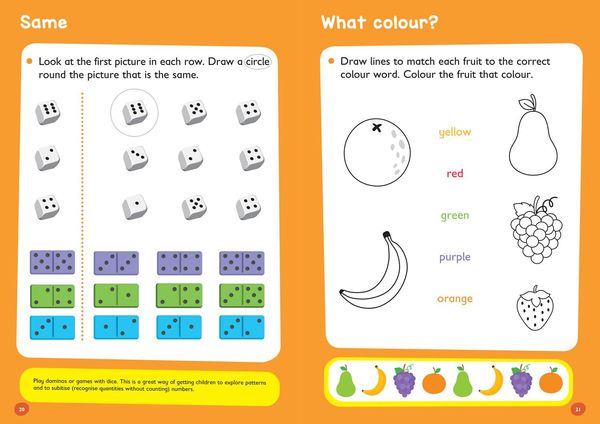 Same
Look at the first picture in each row. Draw a circle
round the picture that is the same.
Play dominos or games with dice. This is a great way of getting children to explore patterns
and to subitise (recognise quantities without counting) numbers.
20
What colour?
Draw lines to match each fruit to the correct
colour word. Colour the fruit that colour.
yellow
red
green
purple
orange
21